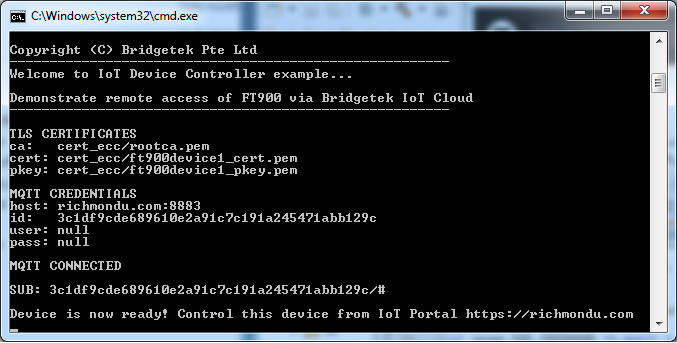 C:\Windows\system32\cmd.exe
Copyright (C) Bridgetek Pte Ltd
-------------------------------------------------------
Welcome to IoT Device Controller example...
Demonstrate remote access of FT900 via Bridgetek IoT Cloud
-------------------------------------------------------
TLS CERTIFICATES
ca:   cert_ecc/rootca.pem
cert: cert_ecc/ft900device1_cert.pem
pkey: cert_ecc/ft900device1_pkey.pem
MQTT CREDENTIALS
host: richmondu.com:8883
id:   3c1df9cde689610e2a91c7c191a245471abb129c
user: null
pass: null
MQTT CONNECTED
SUB: 3c1df9cde689610e2a91c7c191a245471abb129c/#
Device is now ready! Control this device from IoT Portal https://richmondu.com